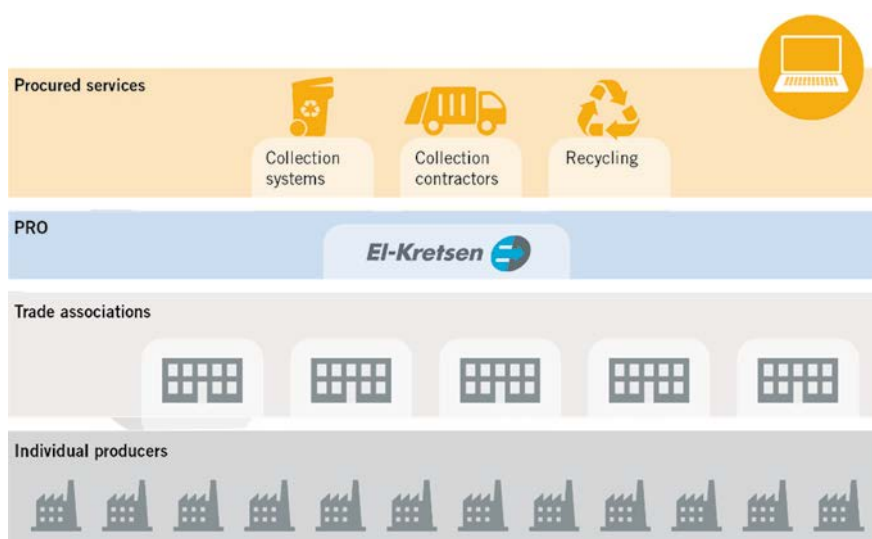 Procured services
Collection
systems
Collection
contractors
Recycling
PRO
El-Kretsen
Trade associations
Individual producers